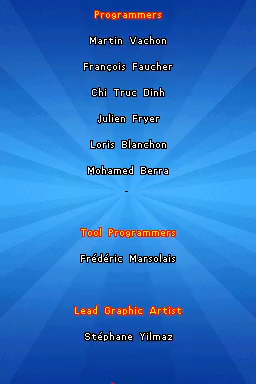 Programmers
Martin Vachon
François Faucher
Chi Truc Dinh
Julien Fryer
Loris Blanchon
Mohamed Berra
-
Tool Programmers
Frédéric Marsolais
Lead Graphic Artist
Stéphane Yilmaz